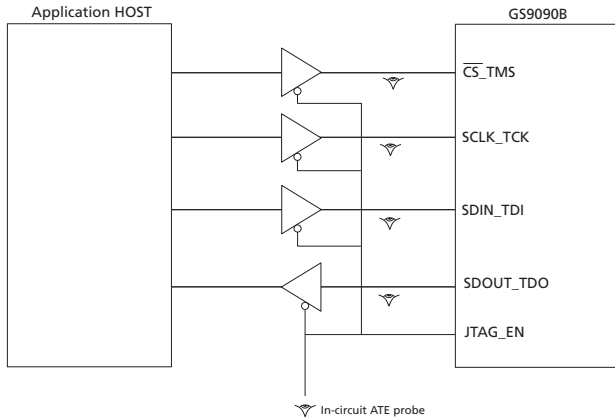 Application HOST
GS9090B
CS_TMS
SCLK_TCK
SDIN_TDI
SDOUT_TDO
JTAG_EN
In-circuit ATE probe